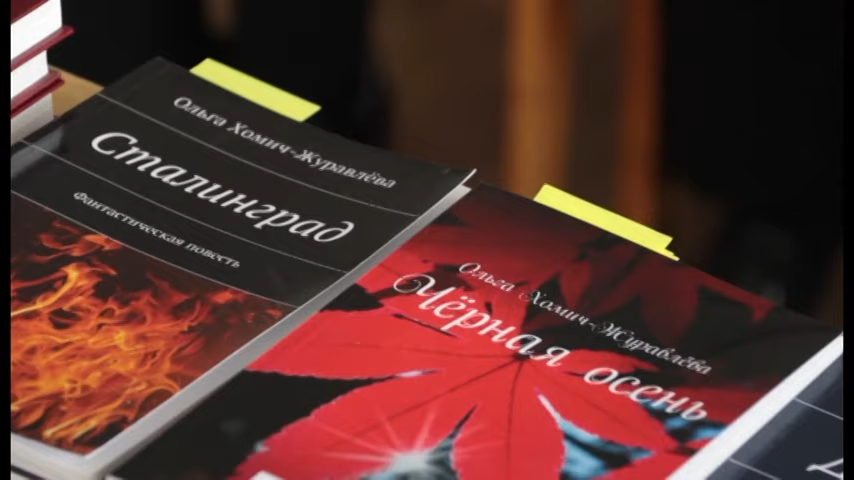 Ольга Хомич-Журавлёва
Сталинград
Фантастическая повесть
Ольга Хомич-Журавлёва
Чёрная осень